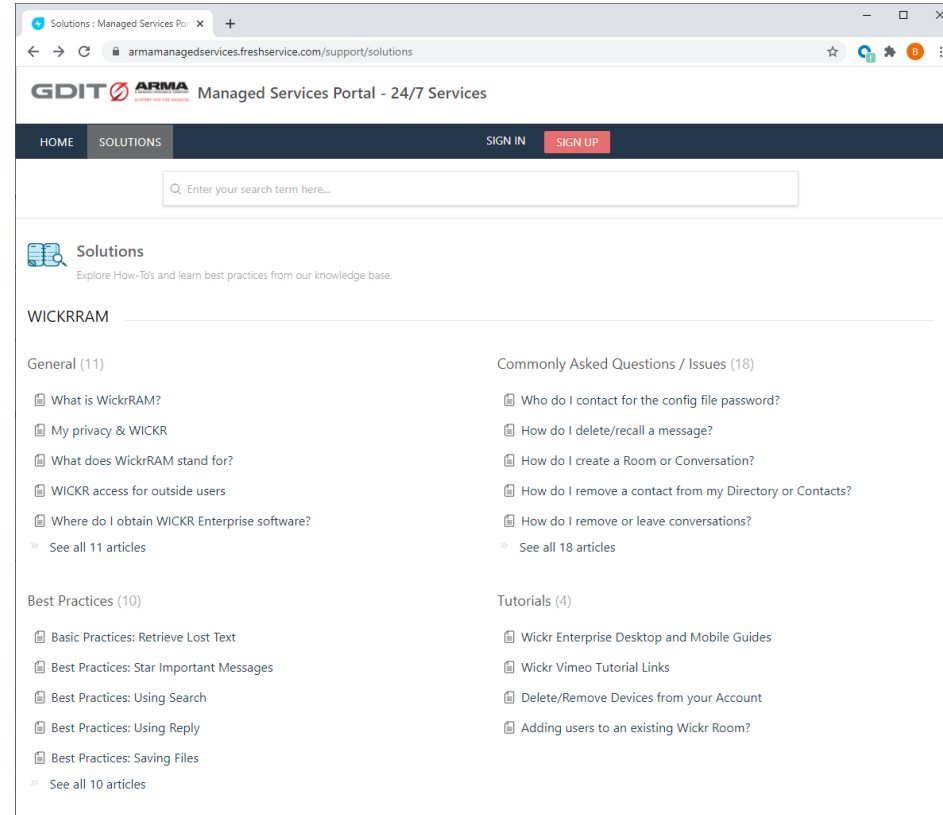 Solutions : Managed Services Por
armamanagedservices.freshservice.com/support/solutions
B
GDIT ARMA Managed Services Portal - 24/7 Services
HOME SOLUTIONS SIGN IN SIGN UP
Enter your search term here...
Solutions
Explore How-To's and learn best practices from our knowledge base.
WICKRRAM
General (11)
What is WickrRAM?
My privacy & WICKR
What does WickrRAM stand for?
WICKR access for outside users
Where do I obtain WICKR Enterprise software?
See all 11 articles
Commonly Asked Questions / Issues (18)
Who do I contact for the config file password?
How do I delete/recall a message?
How do I create a Room or Conversation?
How do I remove a contact from my Directory or Contacts?
How do I remove or leave conversations?
See all 18 articles
Best Practices (10)
Basic Practices: Retrieve Lost Text
Best Practices: Star Important Messages
Best Practices: Using Search
Best Practices: Using Reply
Best Practices: Saving Files
See all 10 articles
Tutorials (4)
Wickr Enterprise Desktop and Mobile Guides
Wickr Vimeo Tutorial Links
Delete/Remove Devices from your Account
Adding users to an existing Wickr Room?